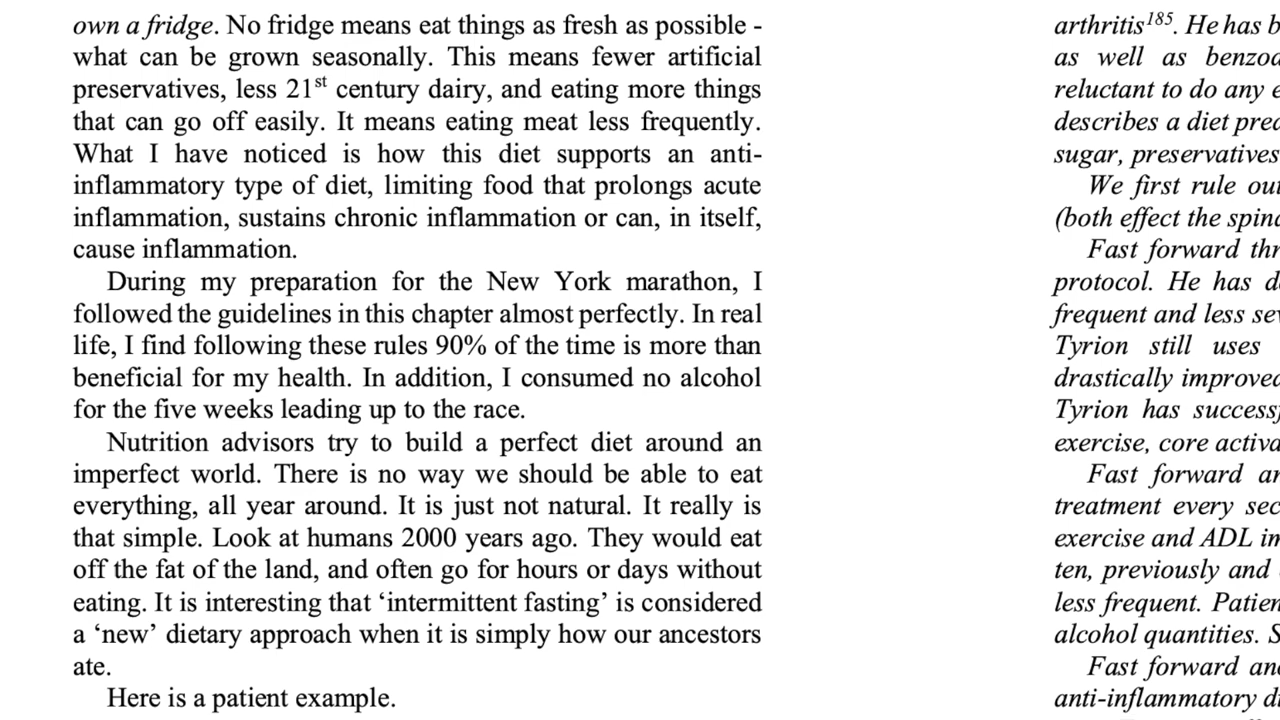 own a fridge. No fridge means eat things as fresh as possible -
what can be grown seasonally. This means fewer artificial
preservatives, less 21st century dairy, and eating more things
that can go off easily. It means eating meat less frequently.
What I have noticed is how this diet supports an anti-
inflammatory type of diet, limiting food that prolongs acute
inflammation, sustains chronic inflammation or can, in itself,
cause inflammation.
During my preparation for the New York marathon, I
followed the guidelines in this chapter almost perfectly. In real
life, I find following these rules 90% of the time is more than
beneficial for my health. In addition, I consumed no alcohol
for the five weeks leading up to the race.
Nutrition advisors try to build a perfect diet around an
imperfect world. There is no way we should be able to eat
everything, all year around. It is just not natural. It really is
that simple. Look at humans 2000 years ago. They would eat
off the fat of the land, and often go for hours or days without
eating. It is interesting that ‘intermittent fasting’ is considered
a ‘new’ dietary approach when it is simply how our ancestors
ate.
Here is a patient example.
arthritis185. He has
as well as
reluctant to do any
describes a diet
sugar, preservatives
We first rule
(both effect the
Fast forward
protocol. He has
frequent and less
Tyrion still uses
drastically
Tyrion has
exercise, core
Fast forward
treatment every
exercise and ADL
ten, previously and
less frequent.
alcohol quantities.
Fast forward
anti-inflammatory